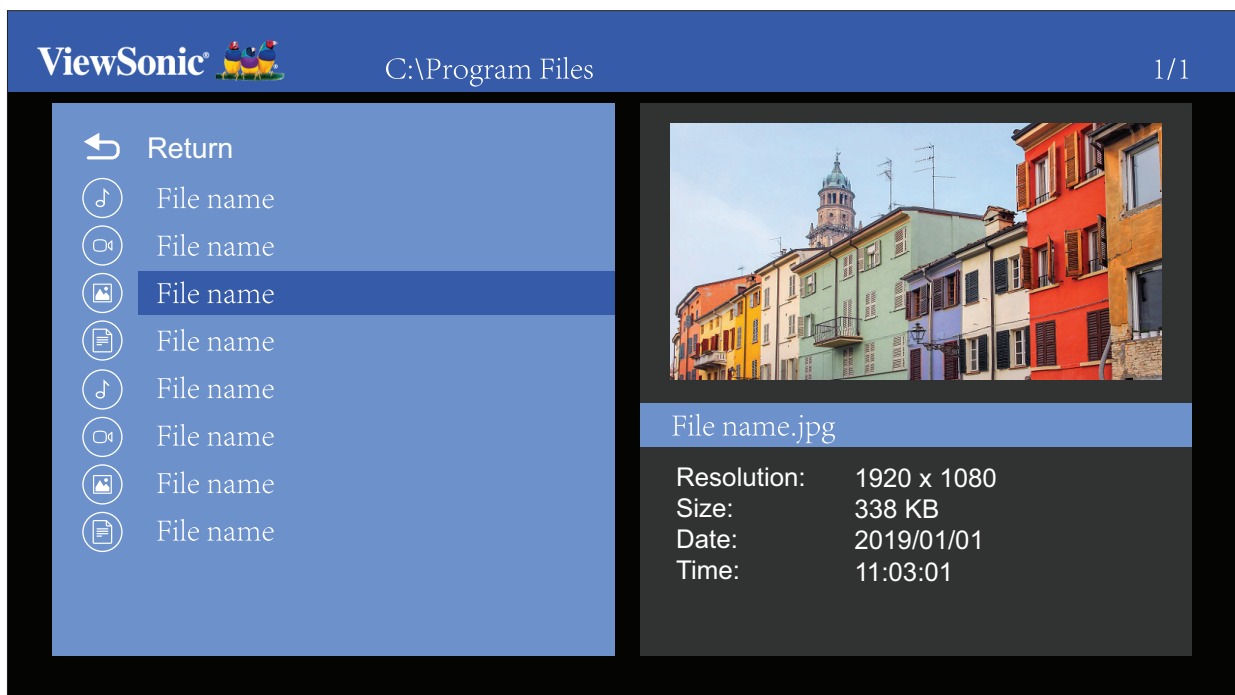 ViewSonic®
C:\Program Files
1/1
Return
File name
File name
File name
File name
File name
File name
File name
File name
File name.jpg
Resolution: 1920 x 1080
Size: 338 KB
Date: 2019/01/01
Time: 11:03:01